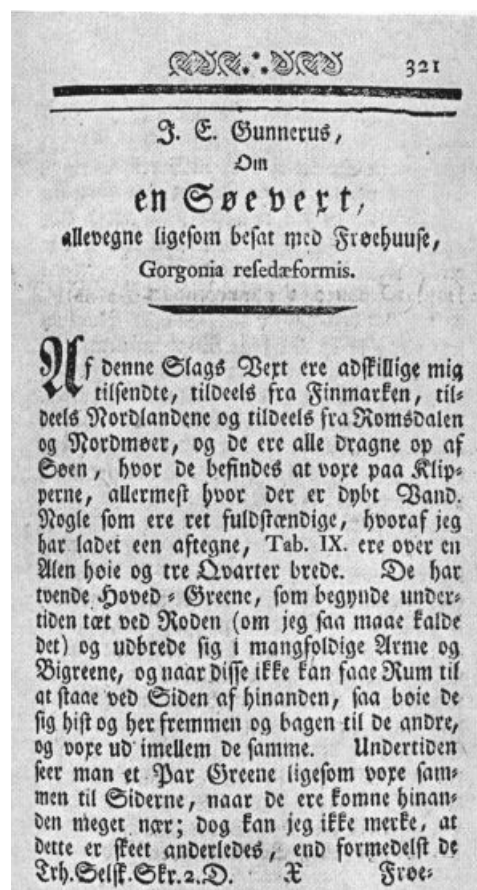 321
J. E. Gunnerus,
Om
en Søevext,
allevegne ligesom besat med Frøehuuse,
Gorgonia resedæformis.
Af denne Slags Vext ere adskillige mig
tilsendte, tildeels fra Finmarken, til-
deels Nordlandene og tildeels fra Romsdalen
og Nordmøer, og de ere alle dragne op af
Søen, hvor de befindes at voxe paa Klip-
perne, allermest hvor der er dybt Vand.
Nogle som ere ret fuldstændige, hvoraf jeg
har ladet een aftegne, Tab. IX. ere over en
Alen høie og tre Qvarter brede. De har
tvende Hoved-Greene, som begynde under-
tiden tæt ved Roden (om jeg saa maae kalde
det) og udbrede sig i mangfoldige Arme og
Bigreene, og naar disse ikke kan faae Rum til
at staae ved Siden af hinanden, saa boie de
sig hist og her fremmen og bagen til de andre,
og voxe ud imellem de samme. Undertiden
seer man et Par Greene ligesom voxe sam-
men til Siderne, naar de ere komne hinan-
den meget nær; dog kan jeg ikke merke, at
dette er skeet anderledes, end formedelst de
Trh. Selsk. Skr. 2. D. X Frøe-